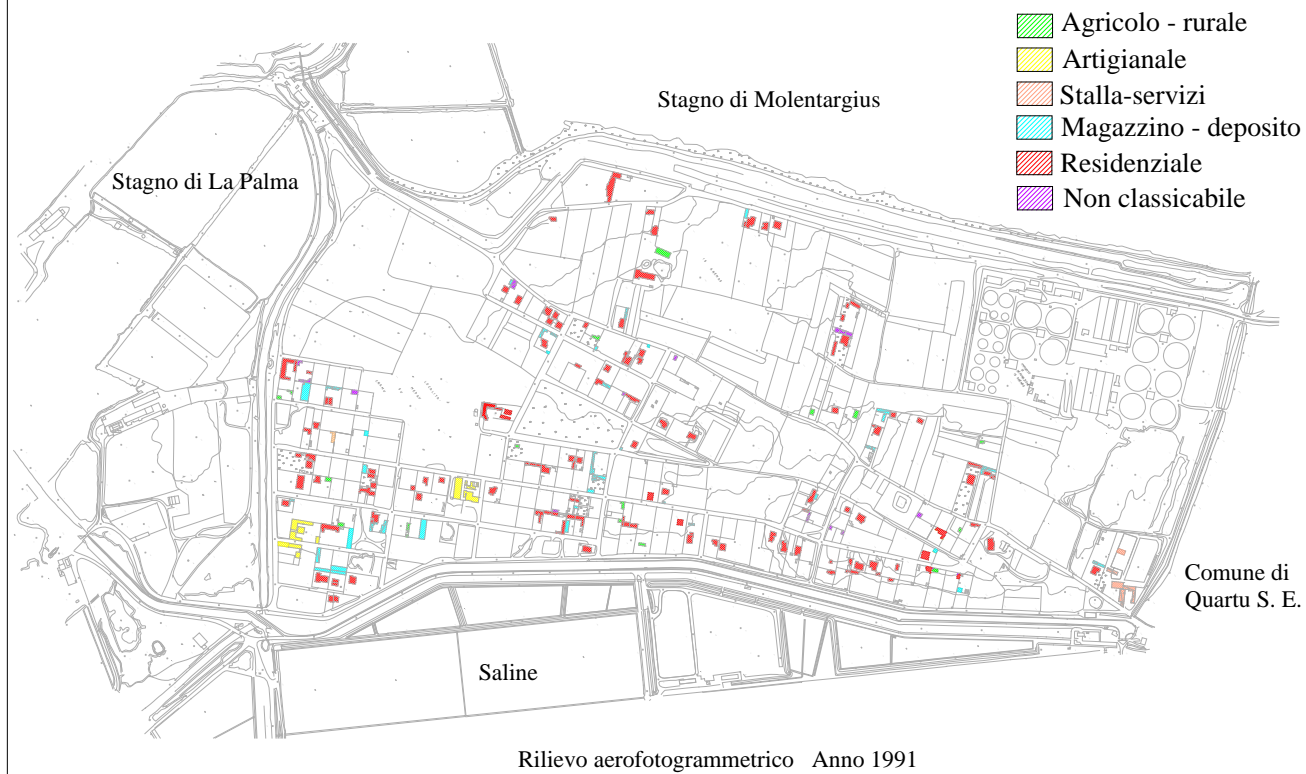 Agricolo - rurale
Artigianale
Stalla-servizi
Magazzino - deposito
Residenziale
Non classicabile
Stagno di Molentargius
Stagno di La Palma
Comune di
Quartu S. E.
Saline
Rilievo aerofotogrammetrico Anno 1991